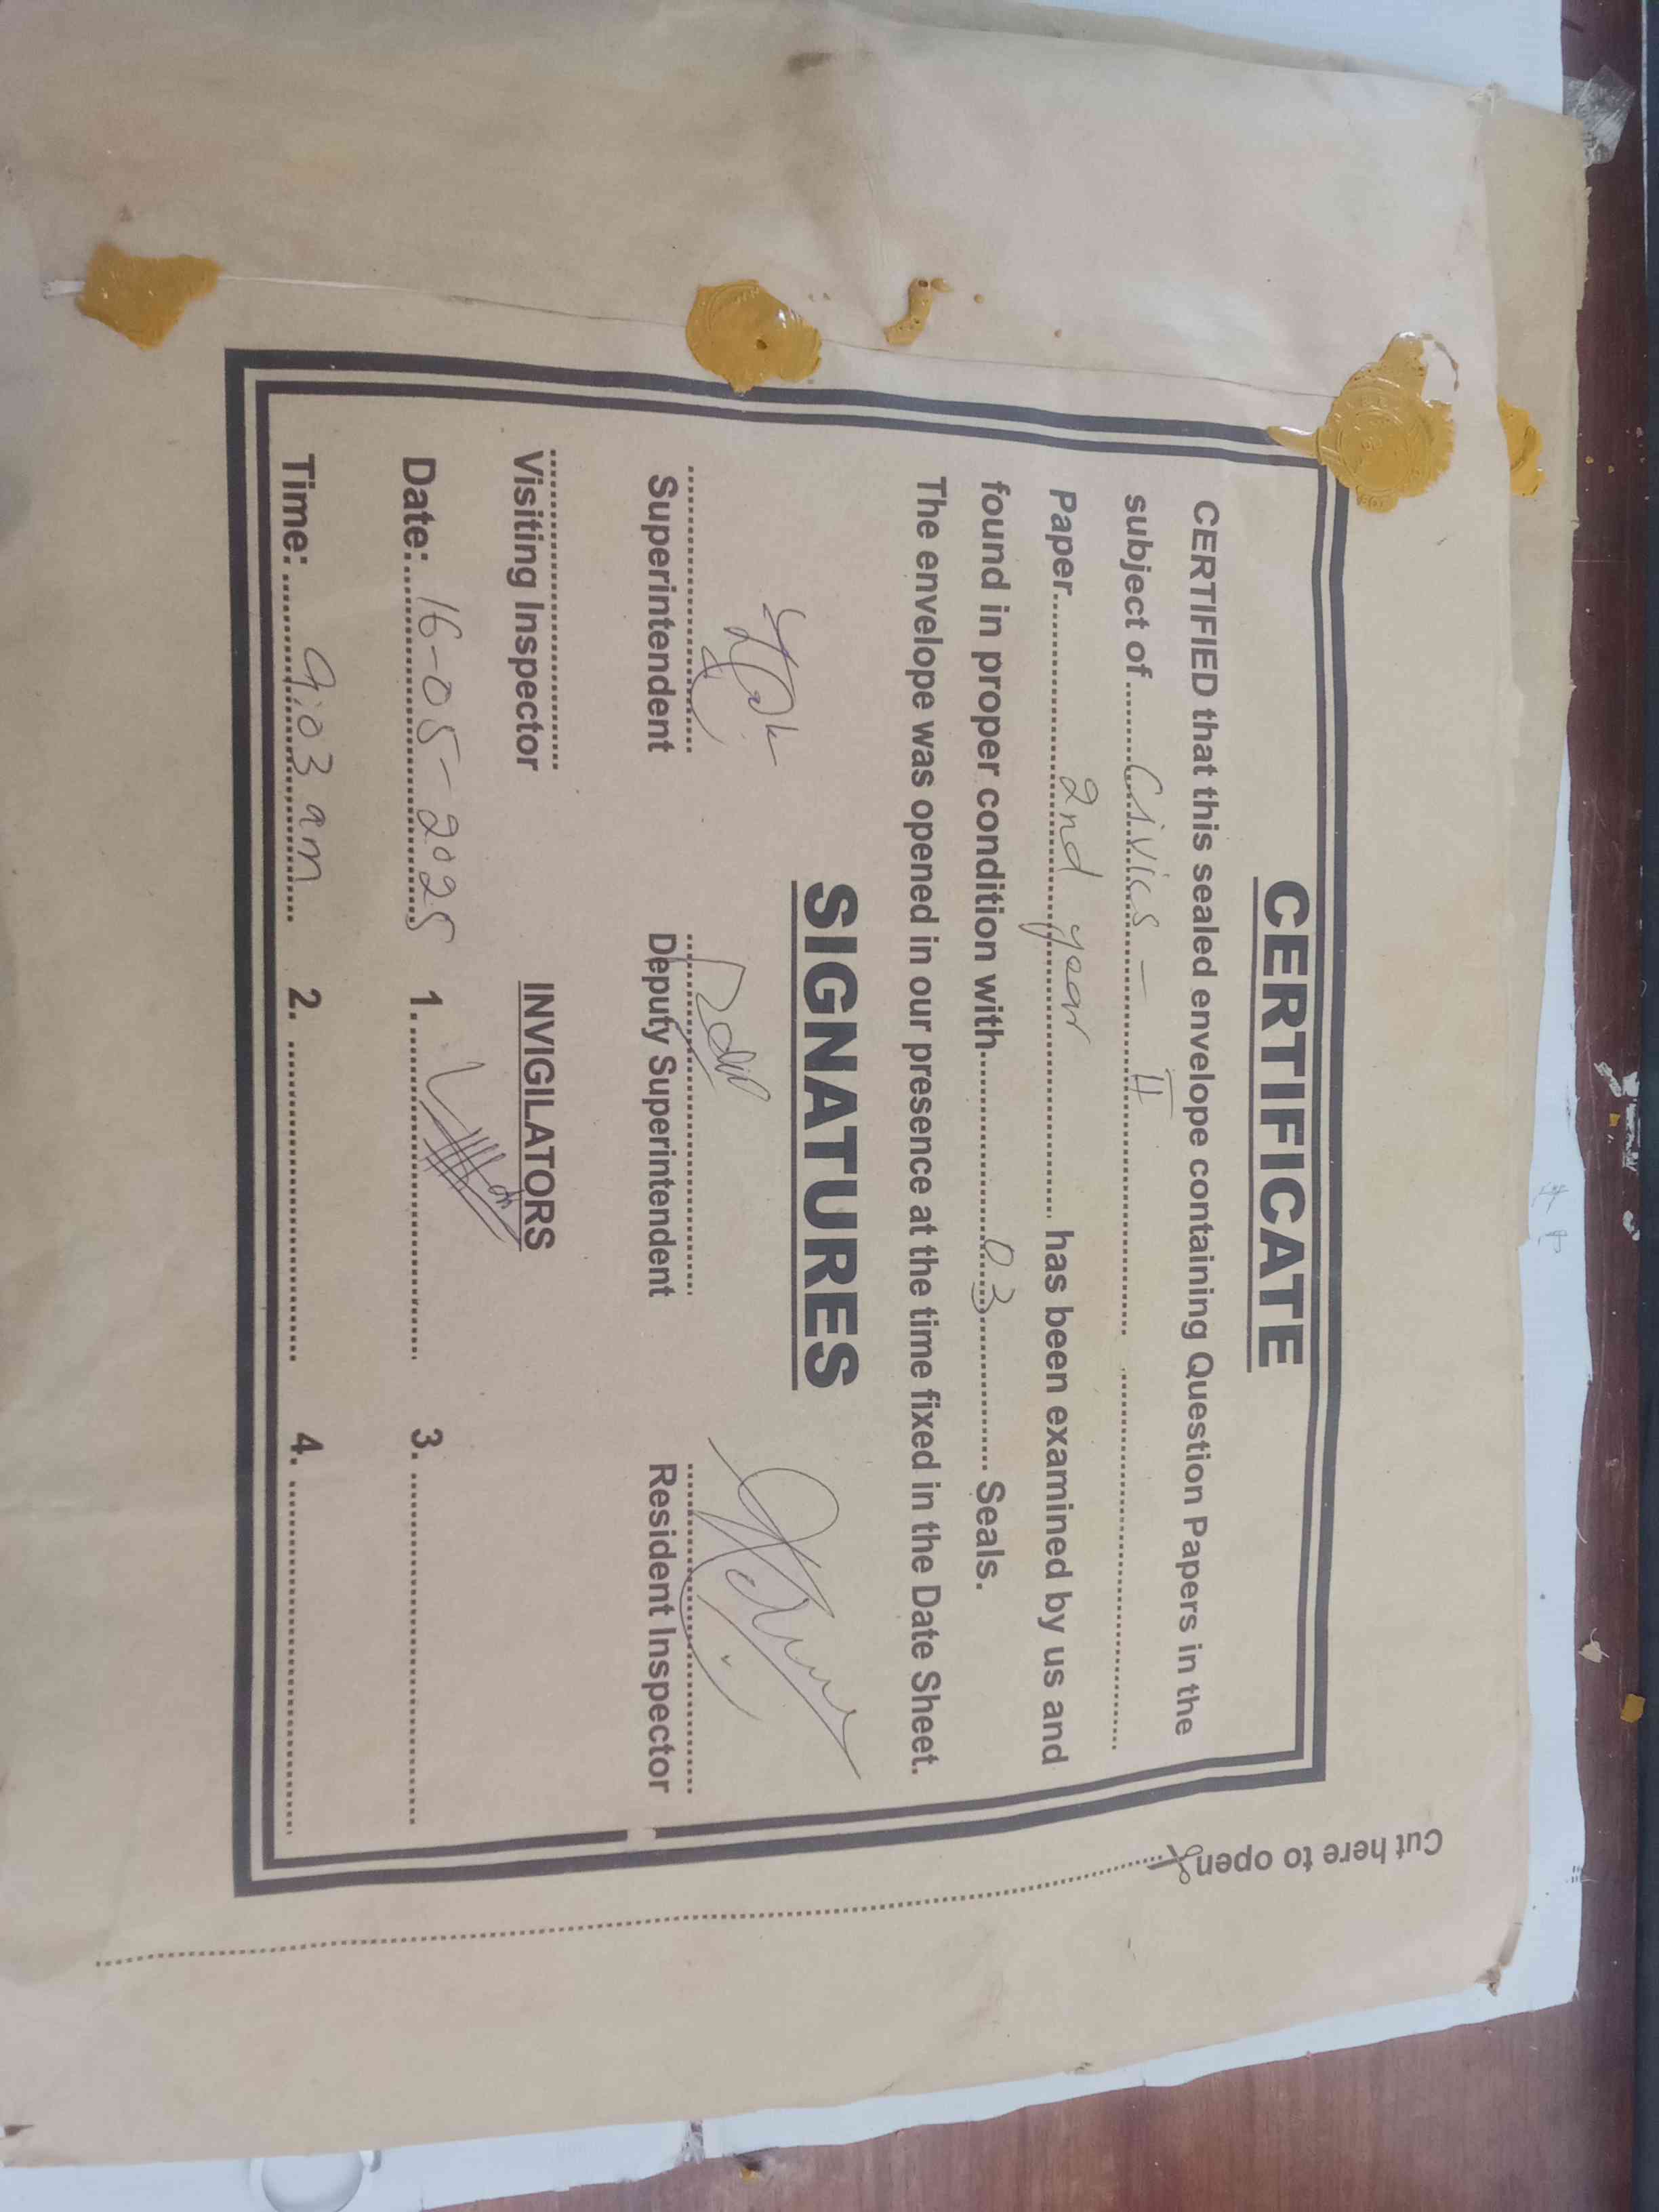 CERTIFICATE
CERTIFIED that this sealed envelope containing Question Papers in the
subject of ........ Civics - II ........
Paper........ 2nd year ........ has been examined by us and
found in proper condition with........ 03 ........ Seals.
The envelope was opened in our presence at the time fixed in the Date Sheet.
SIGNATURES
Superintendent Deputy Superintendent Resident Inspector
Visiting Inspector INVIGILATORS
Date: 16-05-2025 1. ........ 3. ........
Time: 9:03 am 2. ........ 4. ........
Cut here to open